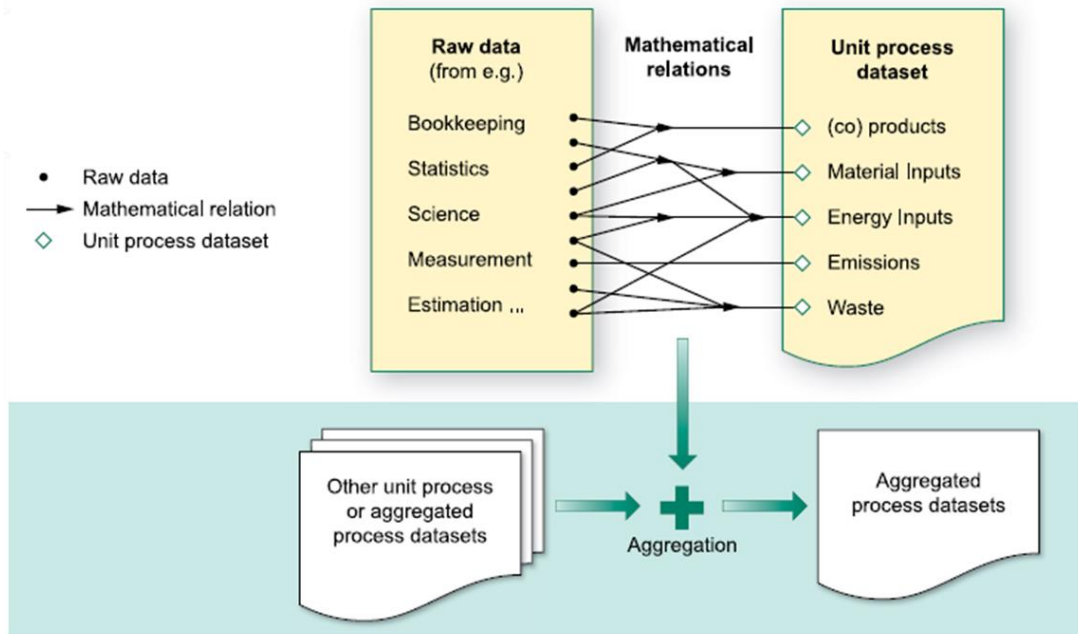 Raw data
(from e.g.)
Bookkeeping
Statistics
Science
Measurement
Estimation ...
Mathematical
relations
Unit process
dataset
(co) products
Material Inputs
Energy Inputs
Emissions
Waste
Raw data
Mathematical relation
Unit process dataset
Other unit process
or aggregated
process datasets
Aggregation
Aggregated
process datasets